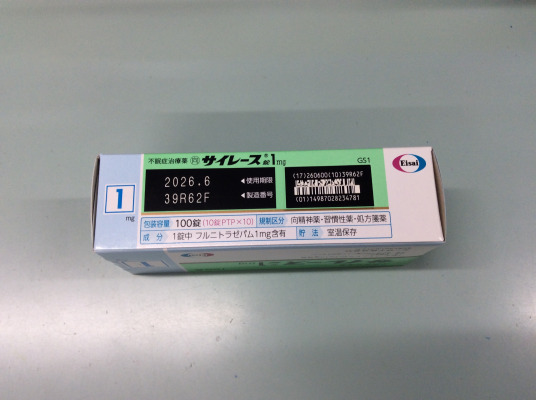 不眠症治療薬 向 サイレース®錠1mg
GS1
Eisai
2026.6 ◀使用期限
39R62F ◀製造番号
(17)260600(10)39R62F
(01)14987028234781
1
mg
包装容量 100錠(10錠PTP×10) 規制区分 向精神薬・習慣性薬・処方箋薬
成分 1錠中 フルニトラゼパム1mg含有 貯法 室温保存
1